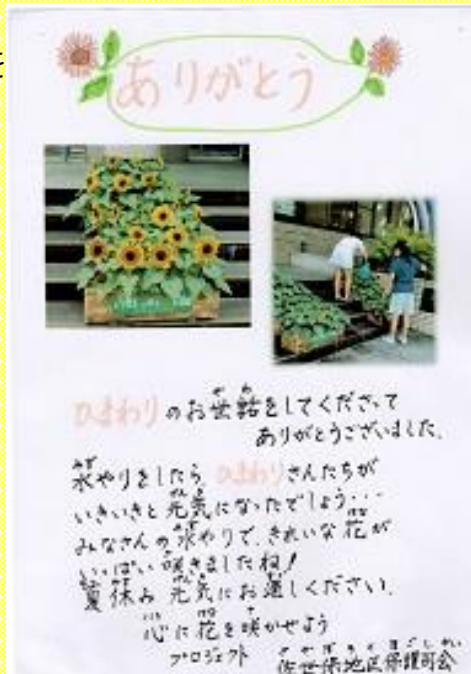 ありがとう
ひまわりのお世話をしてくださって
ありがとうございました。
水やりをしたら ひまわりさんたちが
いきいきと元気になったでしょう…
みなさんの水やりで、きれいな花が
いっぱい咲きましたね!
夏休み 元気にお過しください。
心に花を咲かせよう
プロジェクト 佐世保地区保護司会